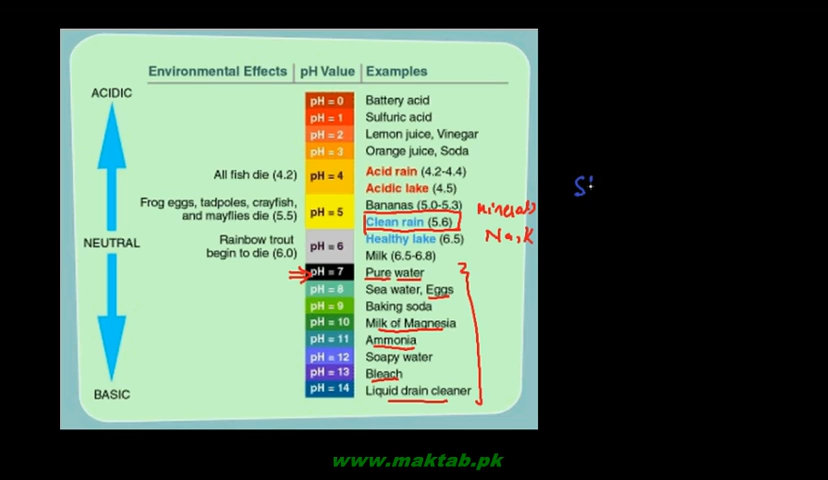 Environmental Effects pH Value Examples
ACIDIC
pH = 0 Battery acid
pH = 1 Sulfuric acid
pH = 2 Lemon juice, Vinegar
pH = 3 Orange juice, Soda
All fish die (4.2) pH = 4 Acid rain (4.2-4.4)
Acidic lake (4.5)
Frog eggs, tadpoles, crayfish,
and mayflies die (5.5)
pH = 5 Bananas (5.0-5.3)
Clean rain (5.6)
minerals
Na, K
NEUTRAL
Rainbow trout
begin to die (6.0)
pH = 6 Healthy lake (6.5)
Milk (6.5-6.8)
pH = 7 Pure water
pH = 8 Sea water, Eggs
pH = 9 Baking soda
pH = 10 Milk of Magnesia
pH = 11 Ammonia
pH = 12 Soapy water
pH = 13 Bleach
pH = 14 Liquid drain cleaner
BASIC
www.maktab.pk